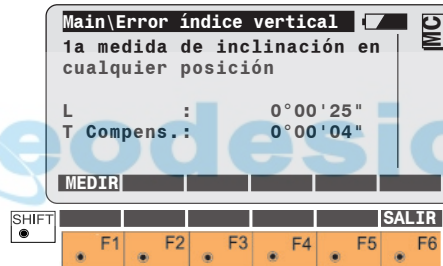 Main\Error índice vertical
MC
1a medida de inclinación en
cualquier posición
L : 0°00'25"
T Compens.: 0°00'04"
MEDIR
SHIFT
SALIR
F1 F2 F3 F4 F5 F6